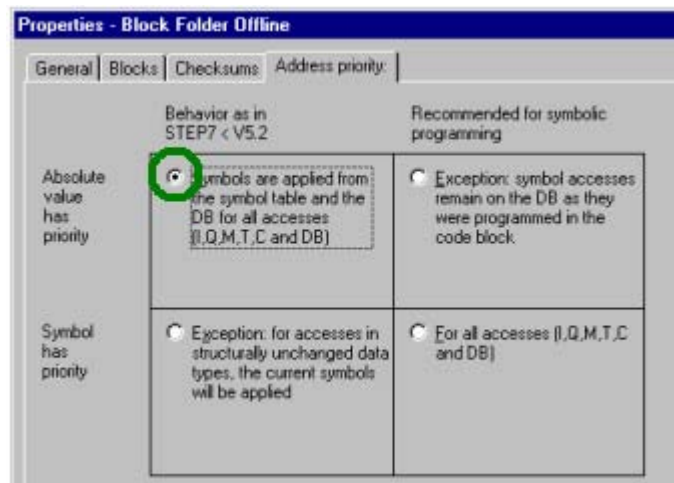 Properties - Block Folder Offline
General Blocks Checksums Address priority:
Behavior as in
STEP7 < V5.2
Recommended for symbolic
programming
Absolute
value
has
priority
Symbols are applied from
the symbol table and the
DB for all accesses
(I,Q,M,T,C and DB)
Exception: symbol accesses
remain on the DB as they
were programmed in the
code block
Symbol
has
priority
Exception: for accesses in
structurally unchanged data
types, the current symbols
will be applied
For all accesses (I,Q,M,T,C
and DB)